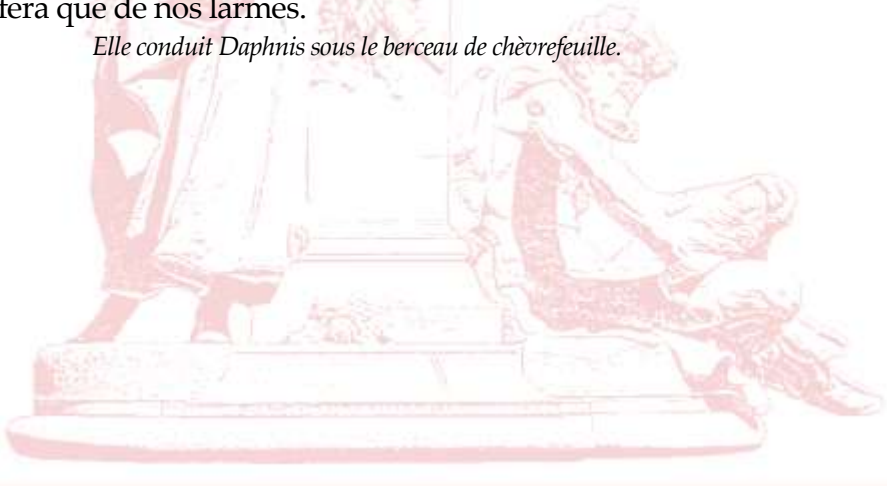 fera que de nos larmes.
Elle conduit Daphnis sous le berceau de chèvrefeuille.